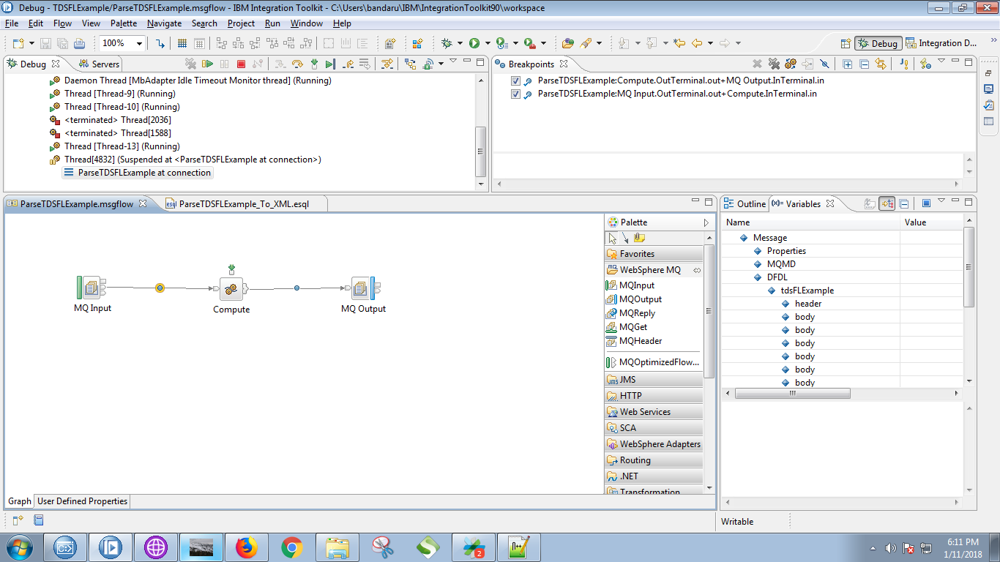 Debug - TDSFLExample/ParseTDSFLExample.msgflow - IBM Integration Toolkit - C:\Users\bandaru\IBM\IntegrationToolkit90\workspace
File Edit Flow View Palette Navigate Search Project Run Window Help
100%
Debug
Integration D...
Debug
Servers
Daemon Thread [MbAdapter Idle Timeout Monitor thread] (Running)
Thread [Thread-9] (Running)
Thread [Thread-10] (Running)
<terminated> Thread[2036]
<terminated> Thread[1588]
Thread [Thread-13] (Running)
Thread[4832] (Suspended at <ParseTDSFLExample at connection>)
ParseTDSFLExample at connection
Breakpoints
ParseTDSFLExample:Compute.OutTerminal.out+MQ Output.InTerminal.in
ParseTDSFLExample:MQ Input.OutTerminal.out+Compute.InTerminal.in
ParseTDSFLExample.msgflow
esql
ParseTDSFLExample_To_XML.esql
MQ Input
Compute
MQ Output
Palette
Favorites
WebSphere MQ
MQInput
MQOutput
MQReply
MQGet
MQHeader
MQOptimizedFlow...
JMS
HTTP
Web Services
SCA
WebSphere Adapters
Routing
.NET
Transformation
Graph
User Defined Properties
Outline
(x)= Variables
Name
Value
Message
Properties
MQMD
DFDL
tdsFLExample
header
body
body
body
body
body
body
Writable
C:\>
2
N++
6:11 PM
1/11/2018